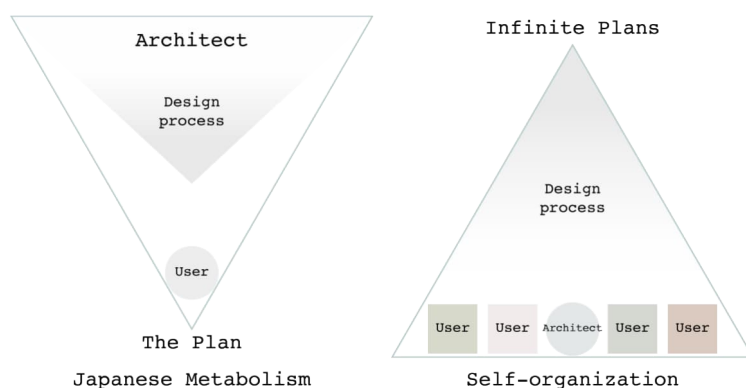 Architect
Design
process
User
The Plan
Japanese Metabolism
Infinite Plans
Design
process
User
User
Architect
User
User
Self-organization